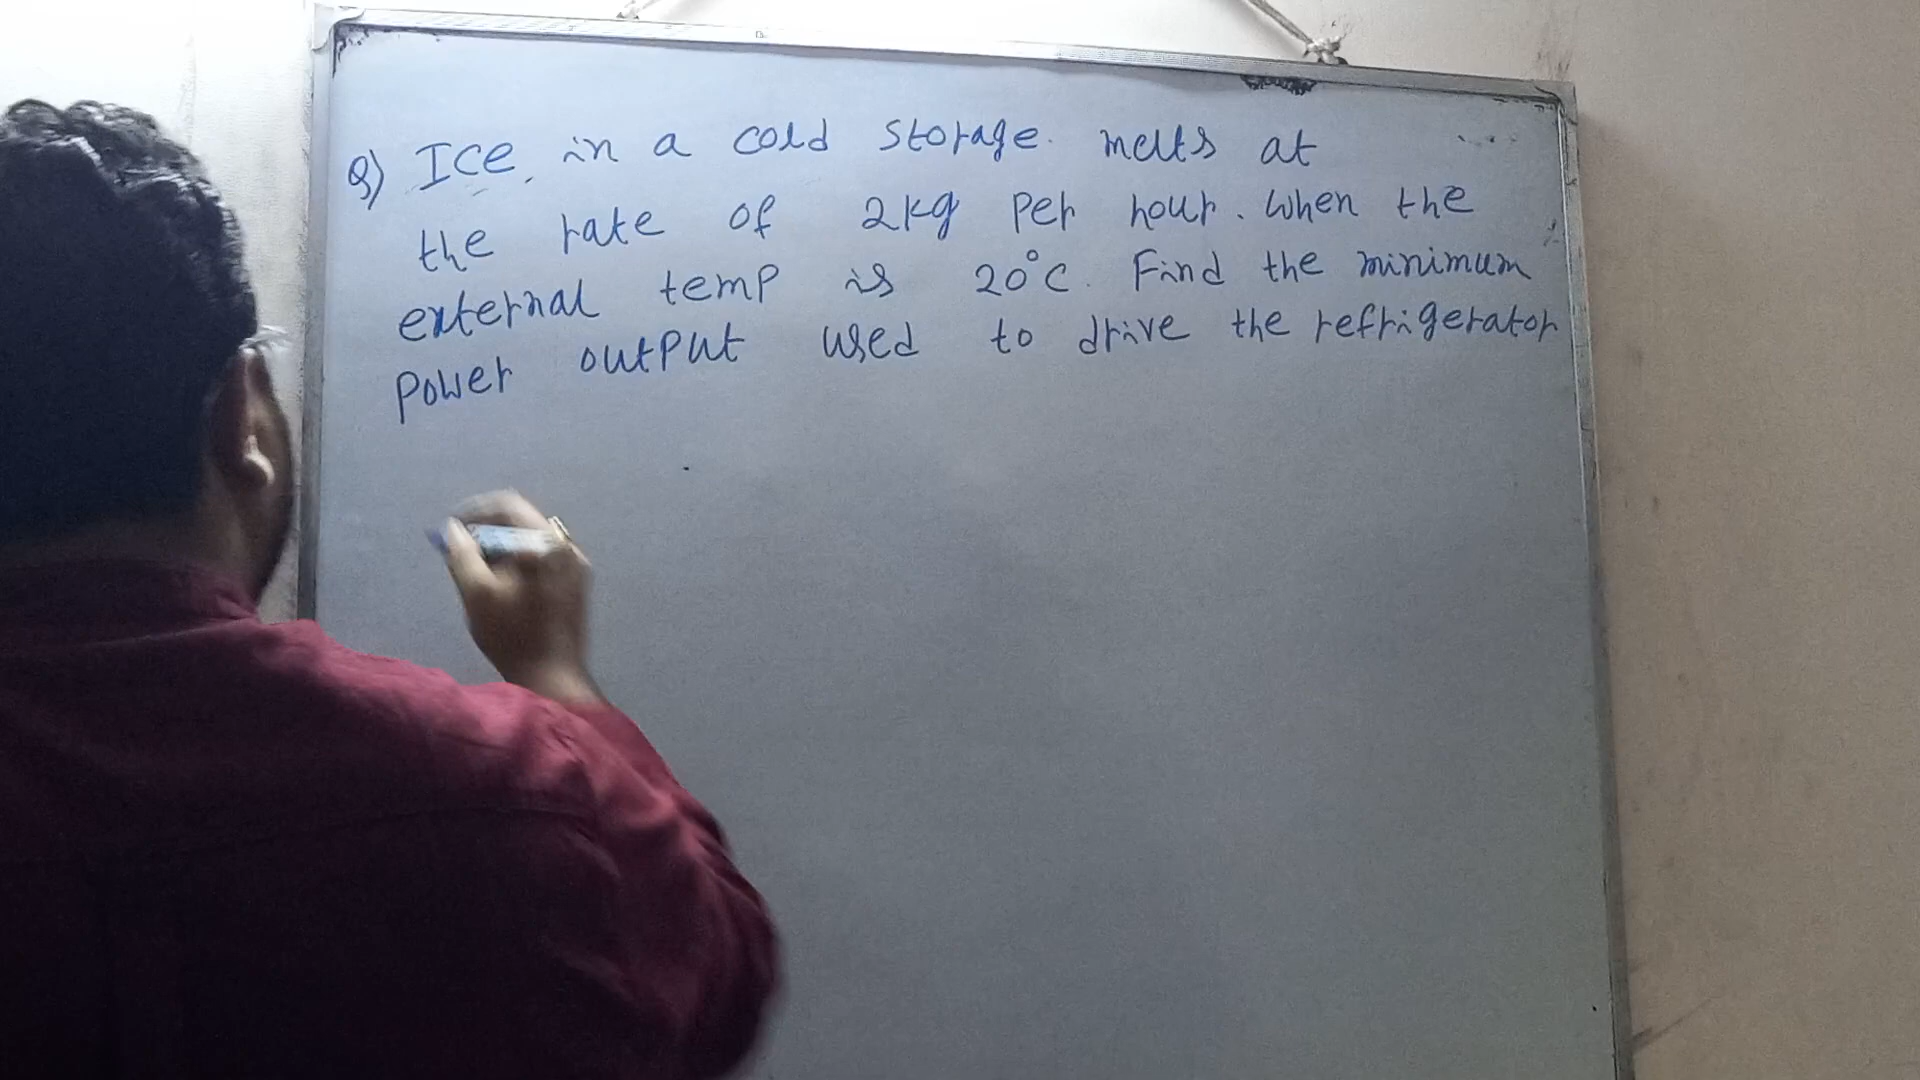 Q) Ice in a cold storage. melts at
the rate of 2kg per hour. when the
external temp is 20°C. Find the minimum
power output used to drive the refrigerator